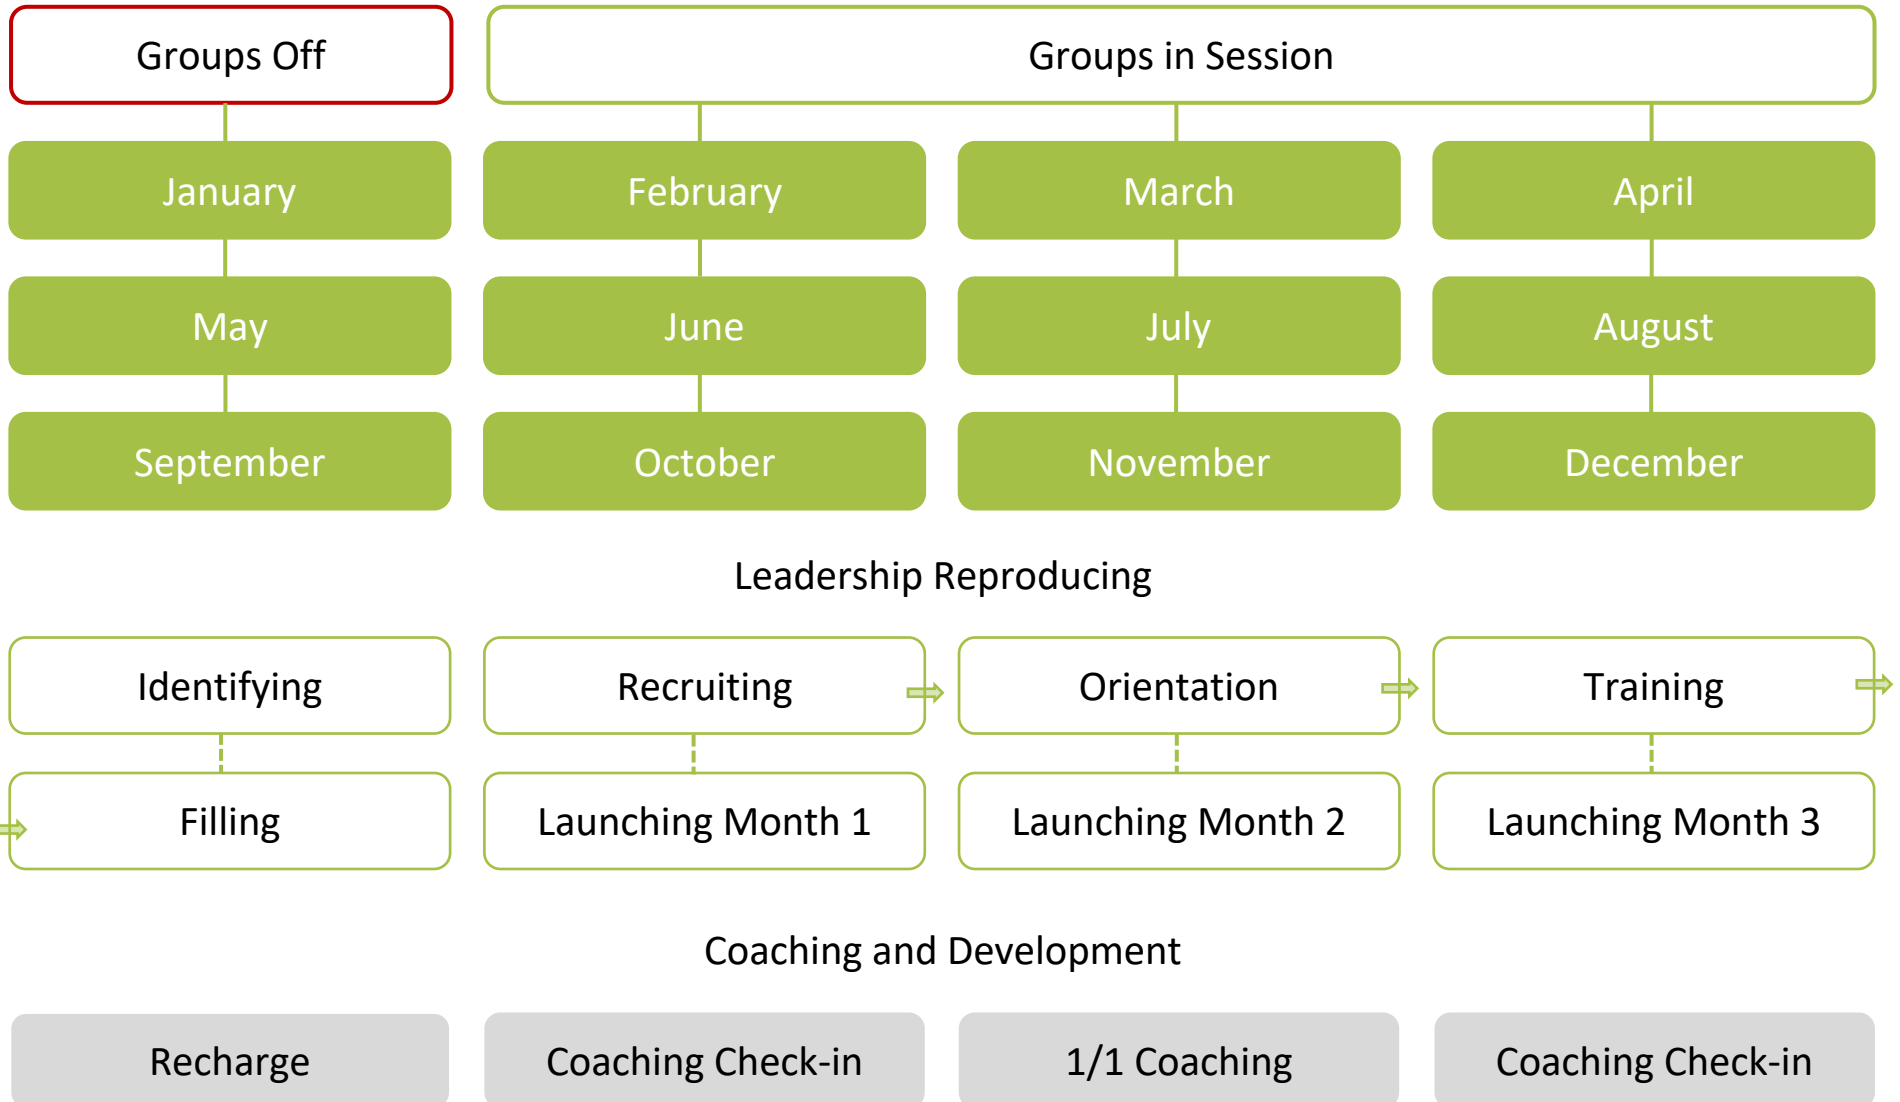 Groups Off
Groups in Session
January
February
March
April
May
June
July
August
September
October
November
December
Leadership Reproducing
Identifying
Recruiting
Orientation
Training
Filling
Launching Month 1
Launching Month 2
Launching Month 3
Coaching and Development
Recharge
Coaching Check-in
1/1 Coaching
Coaching Check-in